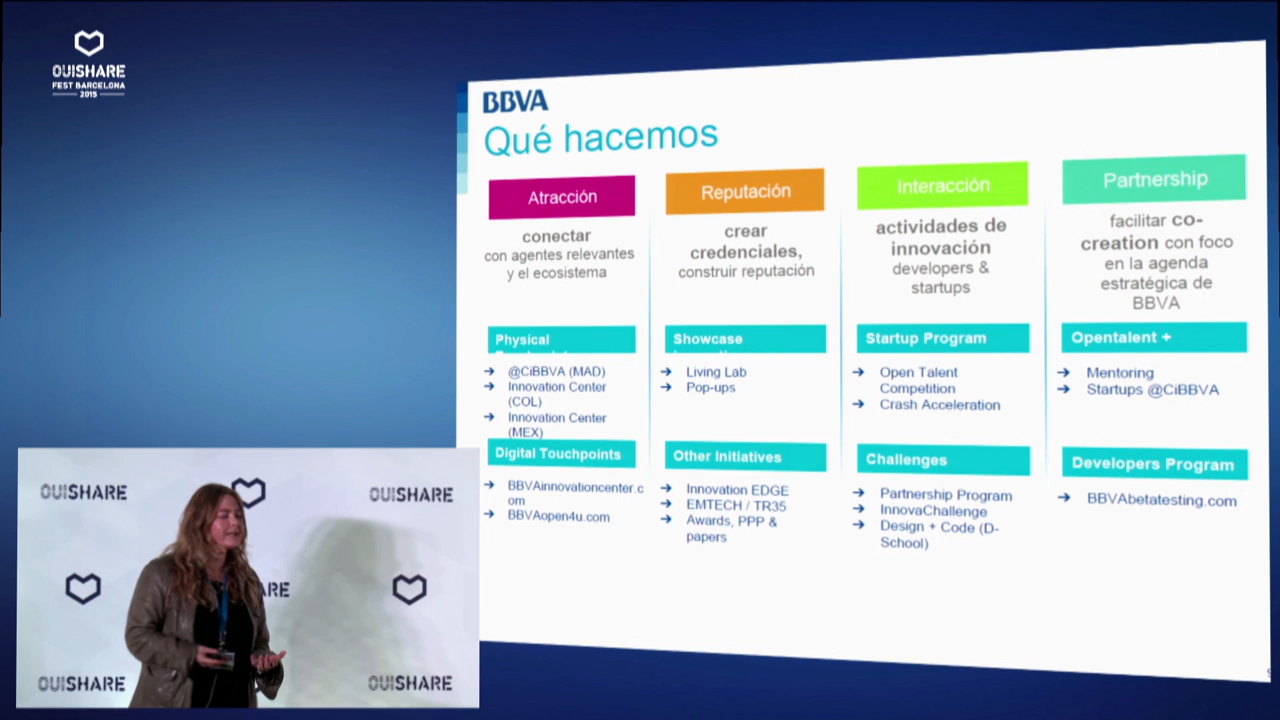 OUISHARE
FEST BARCELONA
2015
BBVA
Qué hacemos
Atracción
conectar
con agentes relevantes
y el ecosistema
Physical
→ @CiBBVA (MAD)
→ Innovation Center
(COL)
→ Innovation Center
(MEX)
Digital Touchpoints
→ BBVAinnovationcenter.c
om
→ BBVAopen4u.com
Reputación
crear
credenciales,
construir reputación
Showcase
→ Living Lab
→ Pop-ups
Other Initiatives
→ Innovation EDGE
→ EMTECH / TR35
→ Awards, PPP &
papers
Interacción
actividades de
innovación
developers &
startups
Startup Program
→ Open Talent
Competition
→ Crash Acceleration
Challenges
→ Partnership Program
→ InnovaChallenge
→ Design + Code (D-
School)
Partnership
facilitar co-
creation con foco
en la agenda
estratégica de
BBVA
Opentalent +
→ Mentoring
→ Startups @CiBBVA
Developers Program
→ BBVAbetatesting.com
OUISHARE
OUISHARE
ARE
OUISHARE
OUISHARE